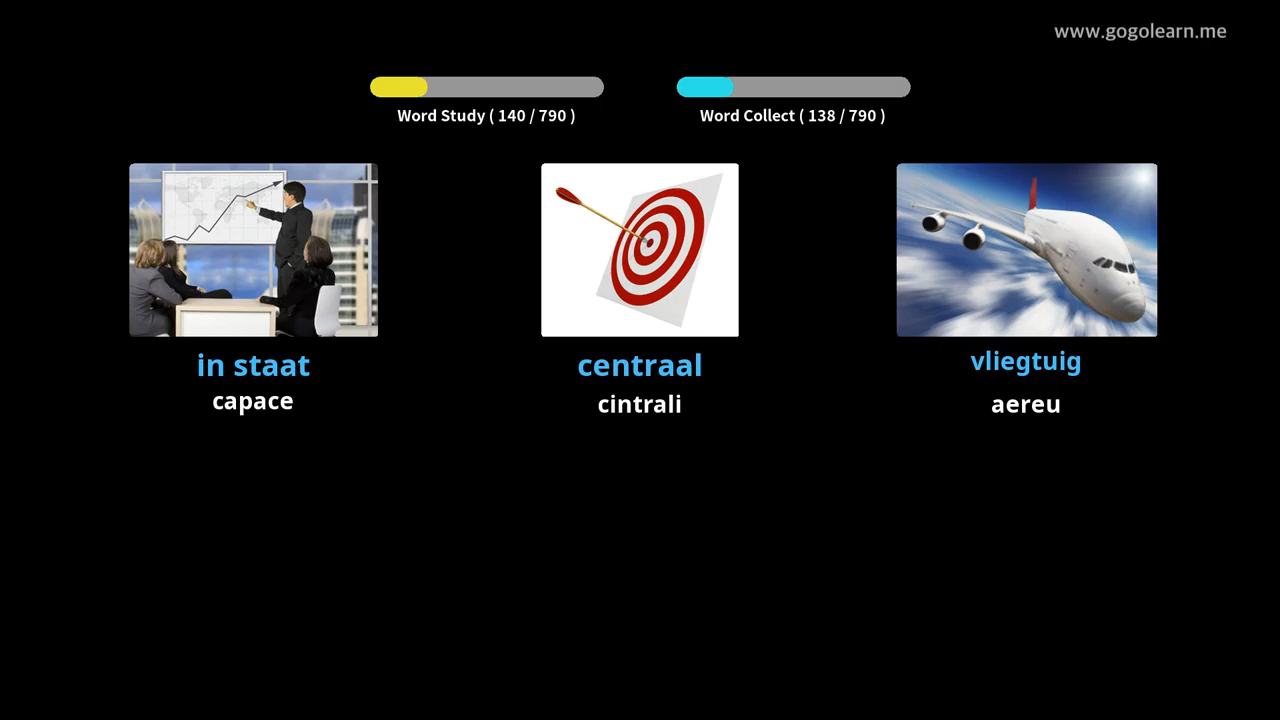 www.gogolearn.me
Word Study ( 140 / 790 )
Word Collect ( 138 / 790 )
in staat
capace
centraal
cintrali
vliegtuig
aereu